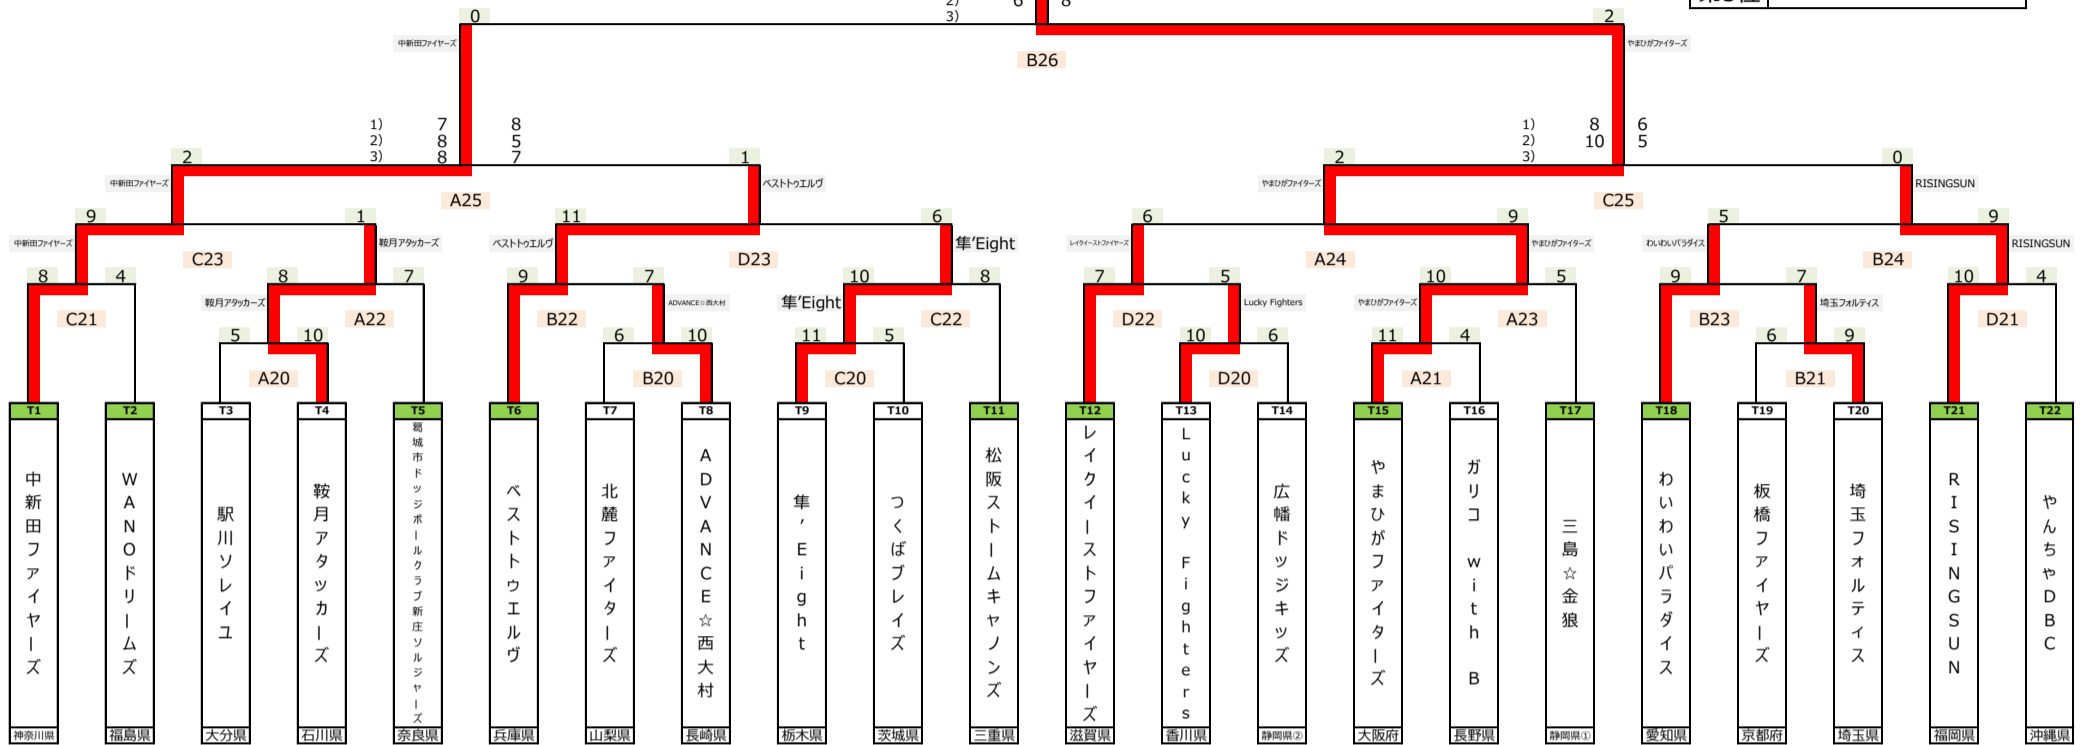 2) 6 8
3)
0 2
中新田ファイヤーズ やまひがファイターズ
B26
1) 7 8
2) 8 5
3) 8 7
1) 8 6
2) 10 5
3)
2 1 2 0
中新田ファイヤーズ ベストトゥエルヴ やまひがファイターズ RISINGSUN
A25 C25
9 1 11 6 6 9 5 9
中新田ファイヤーズ 鞍月アタッカーズ ベストトゥエルヴ 隼’Eight レイクイーストファイヤーズ やまひがファイターズ わいわいパラダイス RISINGSUN
C23 D23 A24 B24
8 4 8 7 9 7 10 8 7 5 10 5 9 7 10 4
鞍月アタッカーズ ADVANCE☆西大村 隼’Eight Lucky Fighters やまひがファイターズ 埼玉フォルティス
C21 A22 B22 C22 D22 A23 B23 D21
5 10 6 10 11 5 10 6 11 4 6 9
A20 B20 C20 D20 A21 B21
T1 T2 T3 T4 T5 T6 T7 T8 T9 T10 T11 T12 T13 T14 T15 T16 T17 T18 T19 T20 T21 T22
中新田ファイヤーズ
WANOドリームズ
駅川ソレイユ
鞍月アタッカーズ
葛城市ドッジボールクラブ新庄ソルジャーズ
ベストトゥエルヴ
北麓ファイターズ
ADVANCE☆西大村
隼’Eight
つくばブレイズ
松阪ストームキャノンズ
レイクイーストファイヤーズ
Lucky Fighters
広幡ドッジキッズ
やまひがファイターズ
ガリコ with B
三島☆金狼
わいわいパラダイス
板橋ファイヤーズ
埼玉フォルティス
RISINGSUN
やんちゃDBC
神奈川県 福島県 大分県 石川県 奈良県 兵庫県 山梨県 長崎県 栃木県 茨城県 三重県 滋賀県 香川県 静岡県② 大阪府 長野県 静岡県① 愛知県 京都府 埼玉県 福岡県 沖縄県